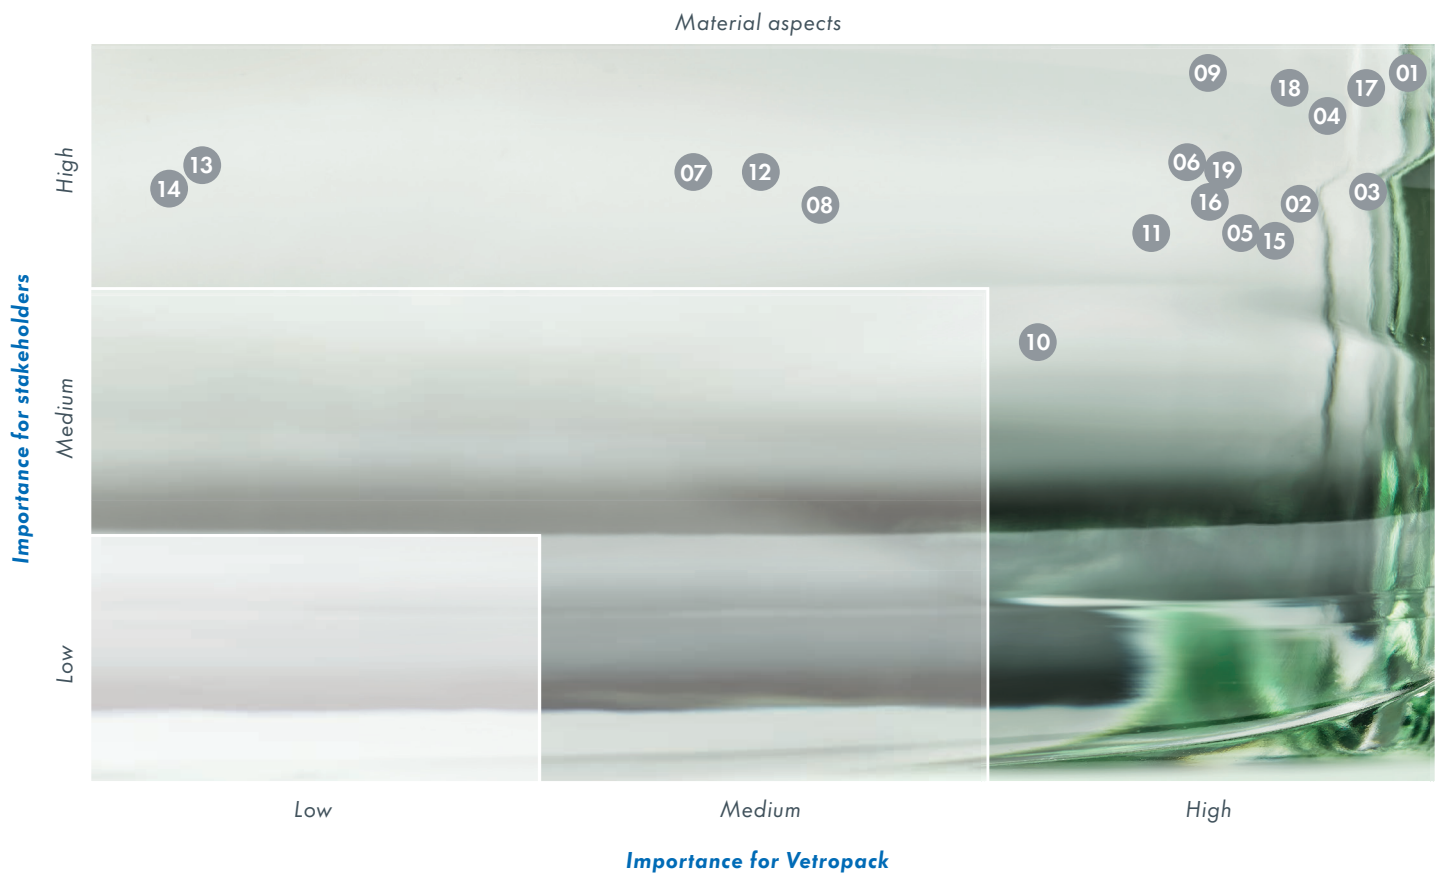 Material aspects
01
09
17
18
04
06
13
19
07
12
14
03
16
02
08
11
05
15
10
High
Medium
Low
Importance for stakeholders
Low
Medium
High
Importance for Vetropack